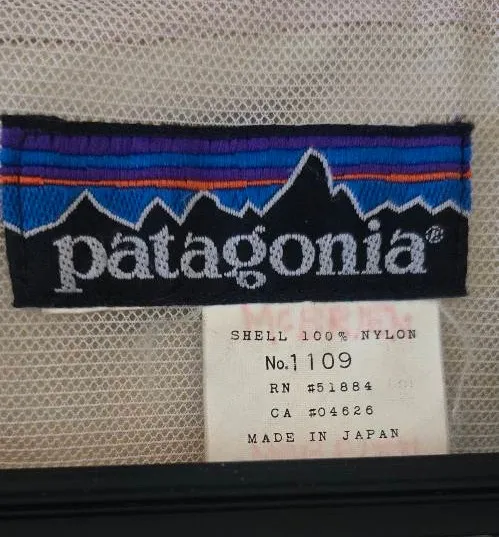 patagonia®
SHELL 100% NYLON
No.1109
RN #51884
CA #04626
MADE IN JAPAN